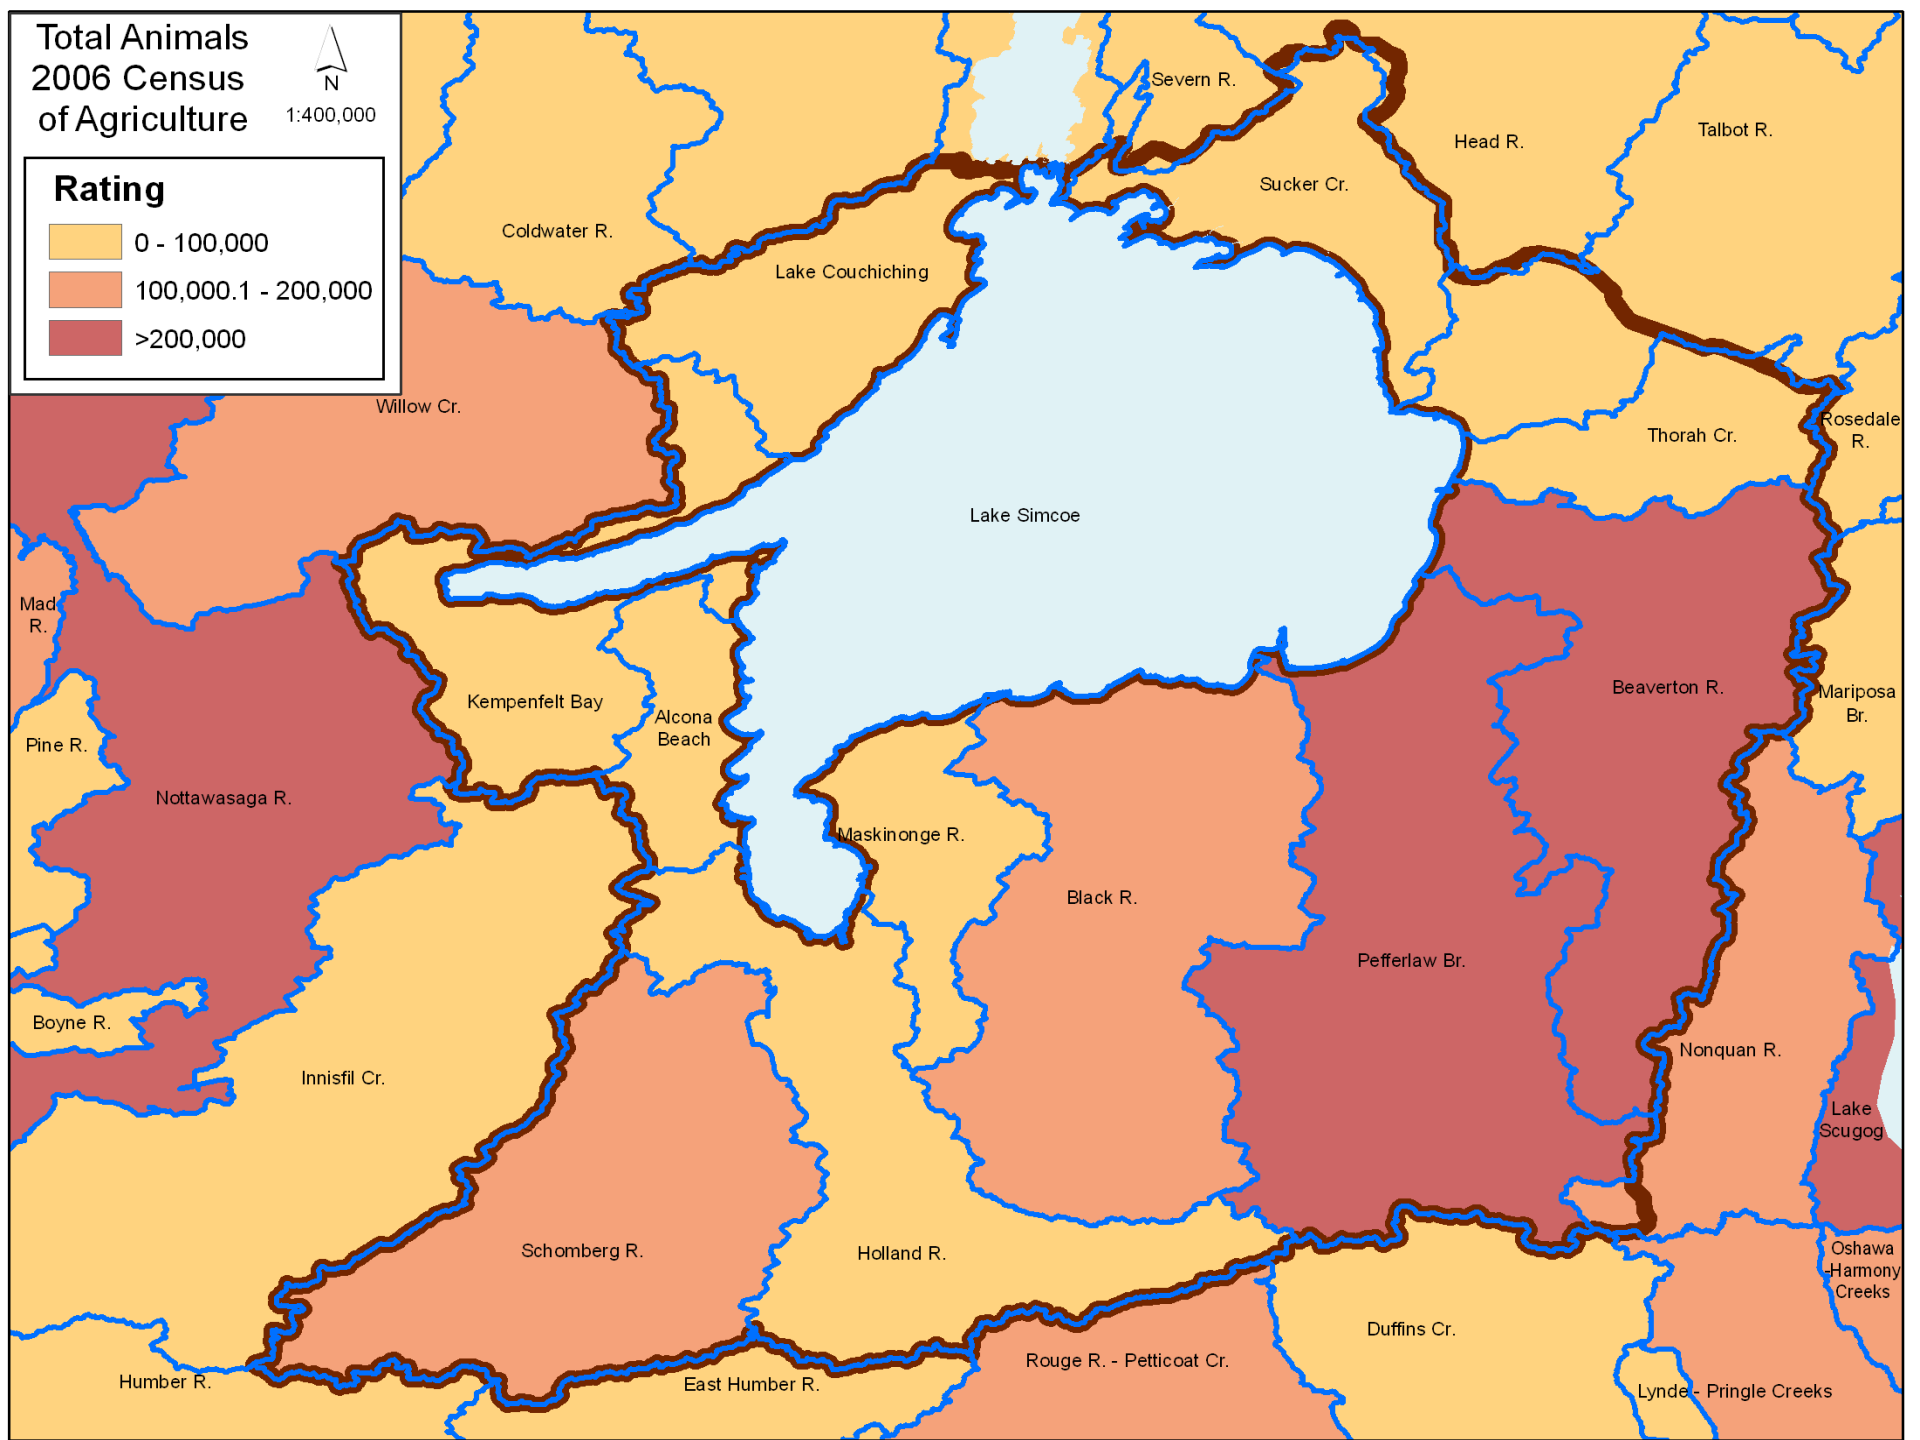 Total Animals
2006 Census
of Agriculture
N
1:400,000
Rating
0 - 100,000
100,000.1 - 200,000
>200,000
Severn R.
Talbot R.
Head R.
Sucker Cr.
Coldwater R.
Lake Couchiching
Willow Cr.
Rosedale
R.
Thorah Cr.
Lake Simcoe
Mad
R.
Beaverton R.
Mariposa
Br.
Kempenfelt Bay
Alcona
Beach
Pine R.
Nottawasaga R.
Maskinonge R.
Black R.
Pefferlaw Br.
Boyne R.
Nonquan R.
Innisfil Cr.
Lake
Scugog
Schomberg R.
Holland R.
Oshawa
-Harmony
Creeks
Duffins Cr.
Rouge R. - Petticoat Cr.
Humber R.
East Humber R.
Lynde - Pringle Creeks